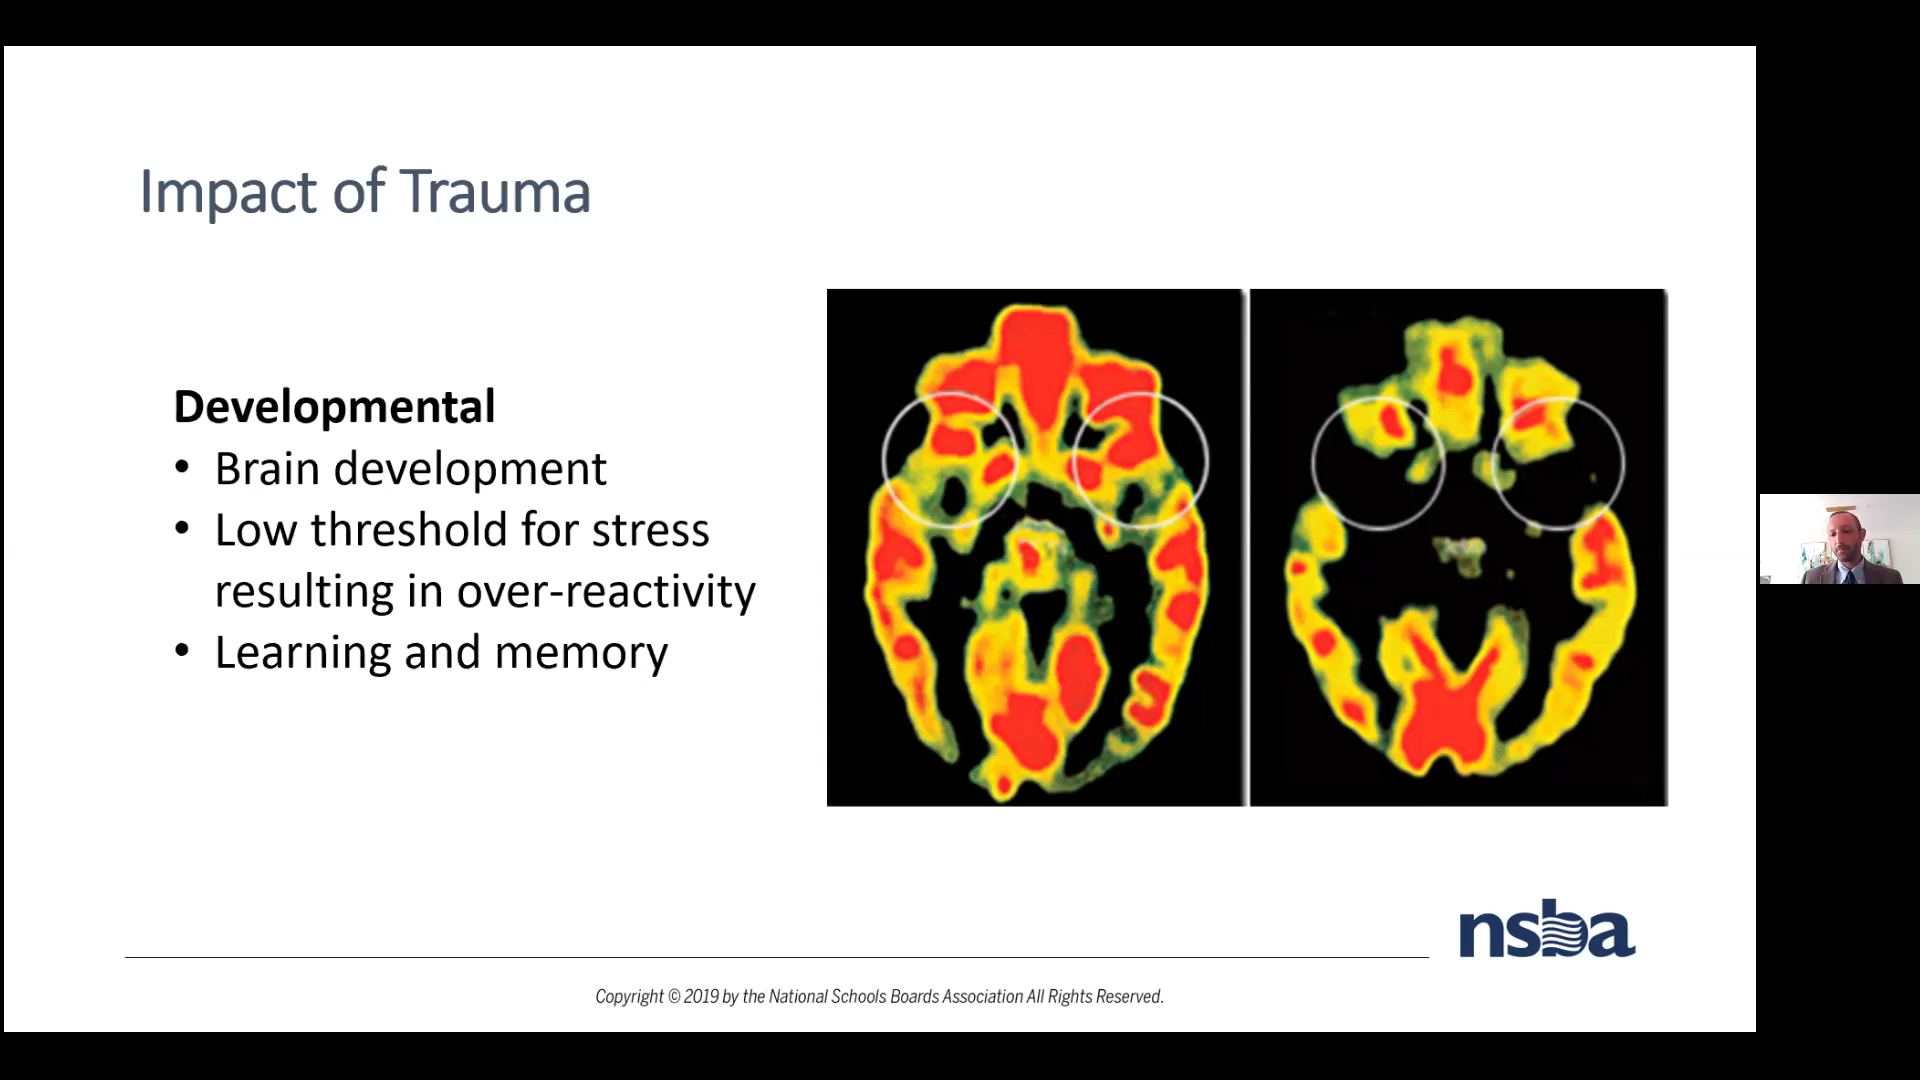 Impact of Trauma
Developmental
• Brain development
• Low threshold for stress
resulting in over-reactivity
• Learning and memory
nsba
Copyright © 2019 by the National Schools Boards Association All Rights Reserved.